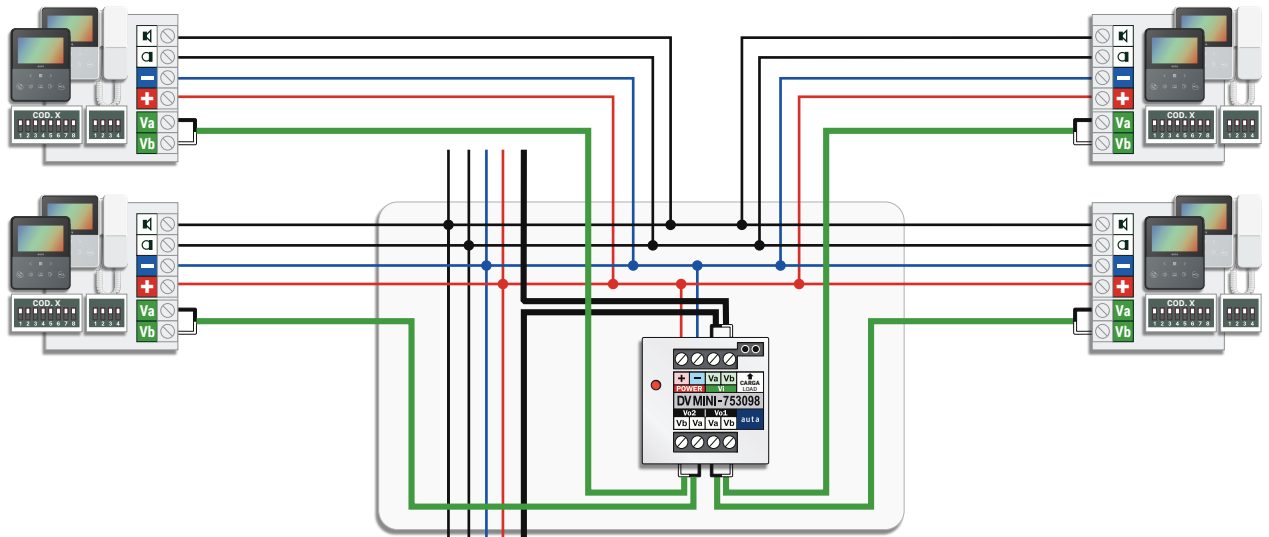 Va
Vb
COD. X
1 2 3 4 5 6 7 8
1 2 3 4
Va
Vb
COD. X
1 2 3 4 5 6 7 8
1 2 3 4
Va
Vb
COD. X
1 2 3 4 5 6 7 8
1 2 3 4
Va
Vb
COD. X
1 2 3 4 5 6 7 8
1 2 3 4
+ − Va Vb
POWER Vi
CARGA
LOAD
DV MINI-753098
Vo2 Vo1
Vb Va Va Vb
auta